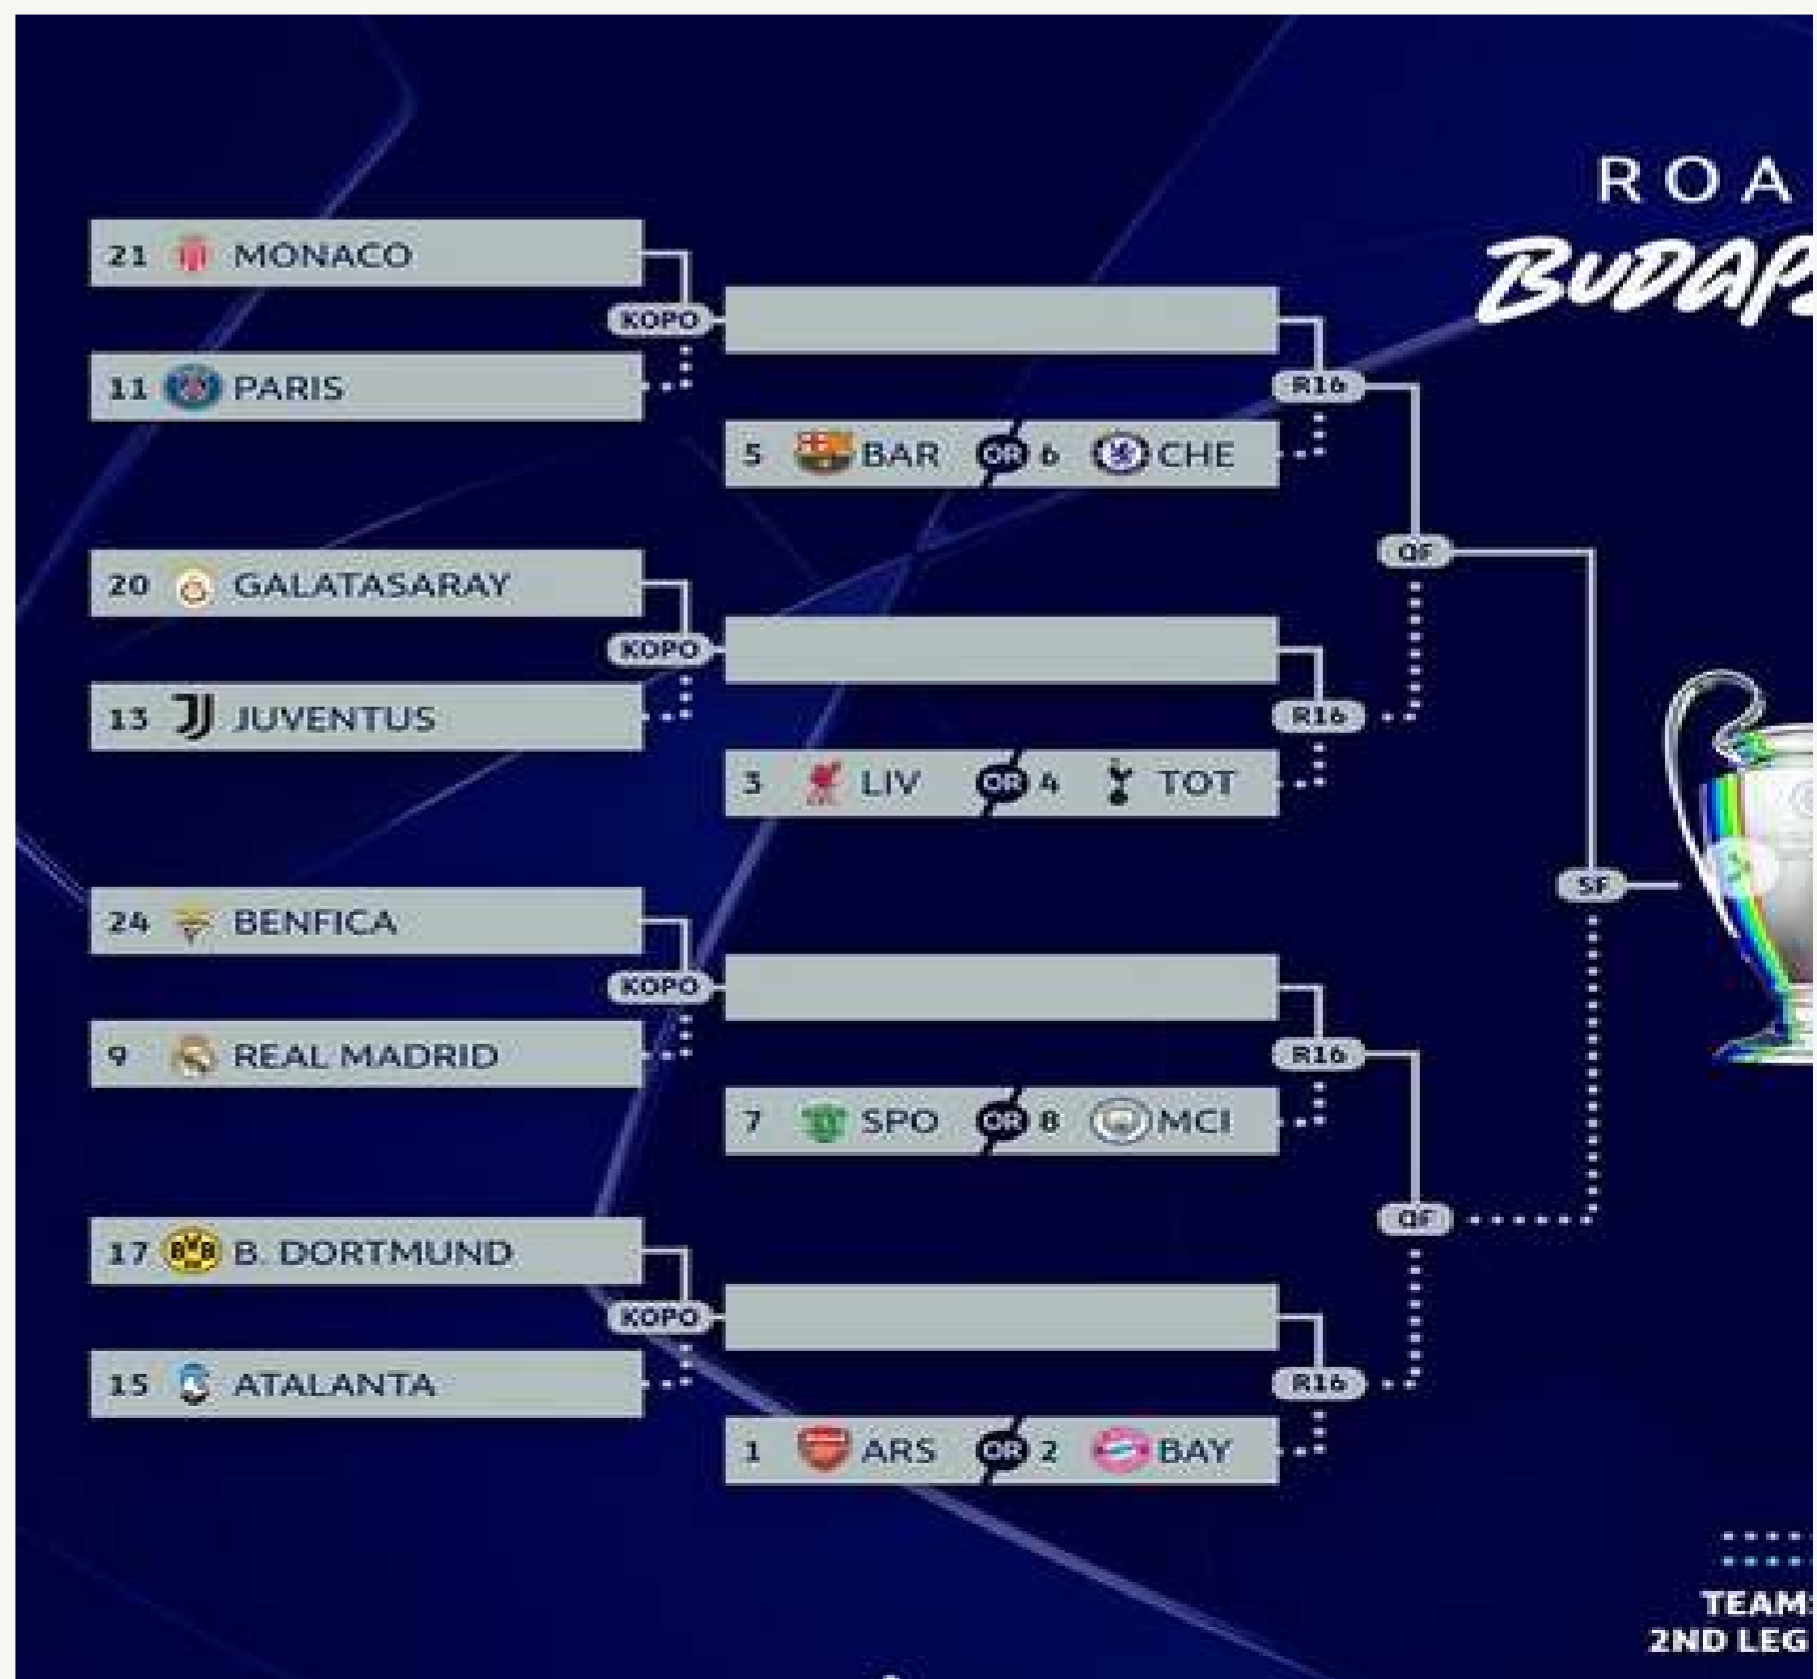 ROA
BUDAP
21 MONACO
KOPO
11 PARIS
R16
5 BAR OR 6 CHE
QF
20 GALATASARAY
KOPO
13 JUVENTUS
R16
3 LIV OR 4 TOT
SF
24 BENFICA
KOPO
9 REAL MADRID
R16
7 SPO OR 8 MCI
QF
17 BVB B. DORTMUND
KOPO
15 ATALANTA
R16
1 ARS OR 2 BAY
TEAM
2ND LEG